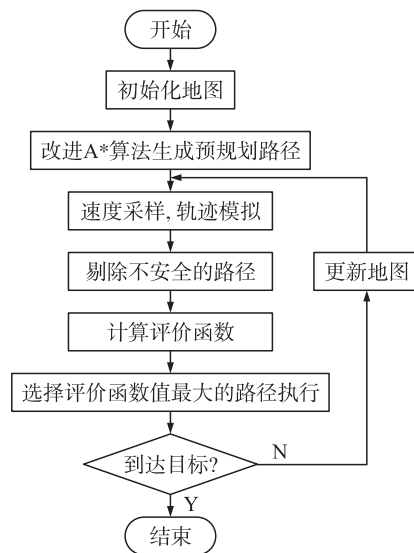 开始
初始化地图
改进A*算法生成预规划路径
速度采样, 轨迹模拟
剔除不安全的路径
更新地图
计算评价函数
选择评价函数值最大的路径执行
到达目标?
N
Y
结束